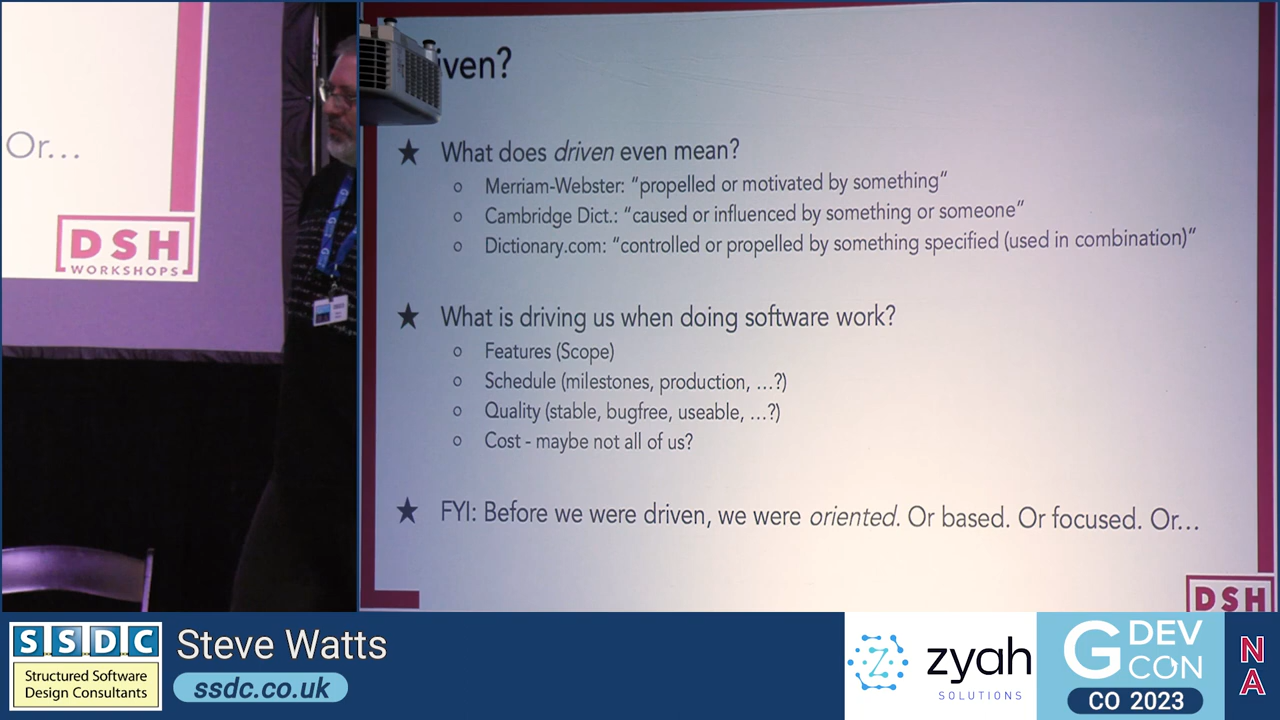 Or...
DSH
WORKSHOPS
iven?
★ What does driven even mean?
○ Merriam-Webster: “propelled or motivated by something”
○ Cambridge Dict.: “caused or influenced by something or someone”
○ Dictionary.com: “controlled or propelled by something specified (used in combination)”
★ What is driving us when doing software work?
○ Features (Scope)
○ Schedule (milestones, production, ...?)
○ Quality (stable, bugfree, useable, ...?)
○ Cost - maybe not all of us?
★ FYI: Before we were driven, we were oriented. Or based. Or focused. Or...
DSH
SSDC
Structured Software
Design Consultants
Steve Watts
ssdc.co.uk
zyah
SOLUTIONS
G DEV CON
CO 2023
NA